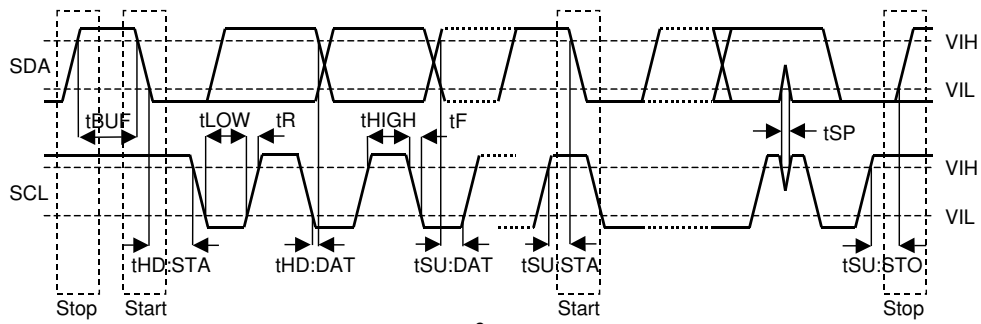 SDA
VIH
VIL
tBUF
tLOW
tR
tHIGH
tF
tSP
SCL
VIH
VIL
tHD:STA
tHD:DAT
tSU:DAT
tSU:STA
tSU:STO
Stop
Start
Start
Stop